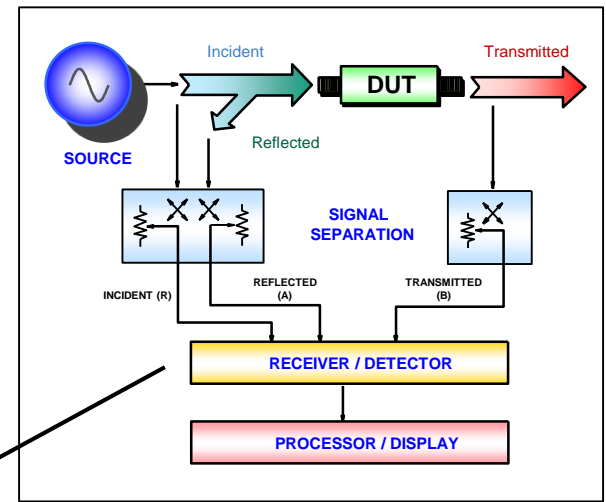 Incident
Transmitted
DUT
Reflected
SOURCE
SIGNAL
SEPARATION
INCIDENT (R)
REFLECTED
(A)
TRANSMITTED
(B)
RECEIVER / DETECTOR
PROCESSOR / DISPLAY